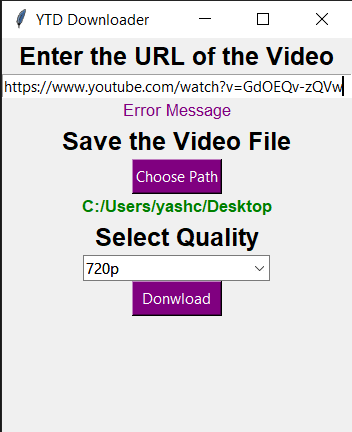 YTD Downloader
Enter the URL of the Video
https://www.youtube.com/watch?v=GdOEQv-zQVw
Error Message
Save the Video File
Choose Path
C:/Users/yashc/Desktop
Select Quality
720p
Donwload